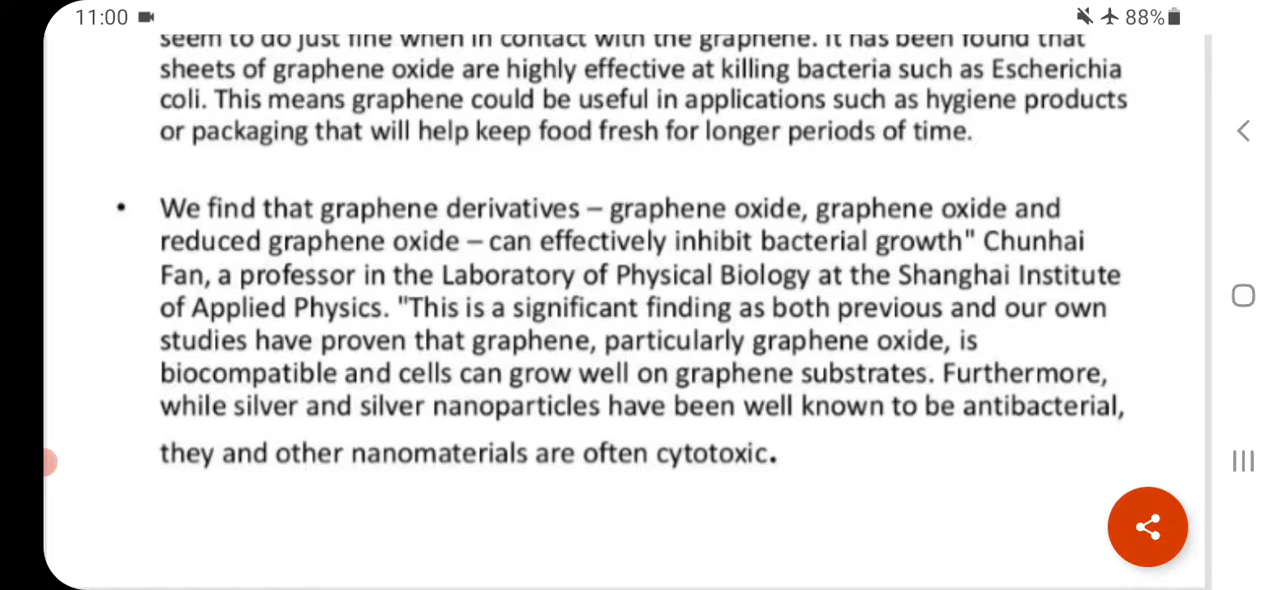 11:00
88%
seem to do just fine when in contact with the graphene. It has been found that
sheets of graphene oxide are highly effective at killing bacteria such as Escherichia
coli. This means graphene could be useful in applications such as hygiene products
or packaging that will help keep food fresh for longer periods of time.
• We find that graphene derivatives – graphene oxide, graphene oxide and
reduced graphene oxide – can effectively inhibit bacterial growth" Chunhai
Fan, a professor in the Laboratory of Physical Biology at the Shanghai Institute
of Applied Physics. "This is a significant finding as both previous and our own
studies have proven that graphene, particularly graphene oxide, is
biocompatible and cells can grow well on graphene substrates. Furthermore,
while silver and silver nanoparticles have been well known to be antibacterial,
they and other nanomaterials are often cytotoxic.